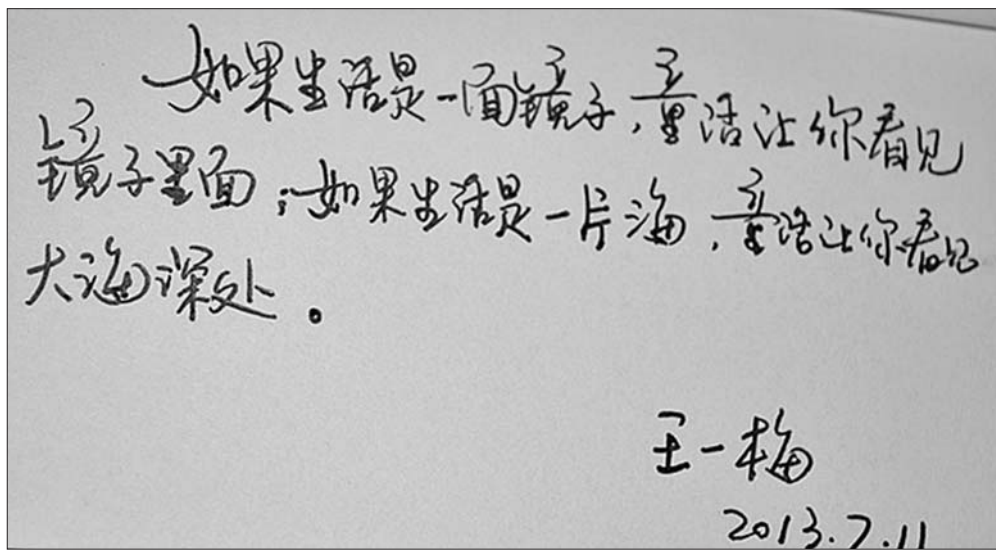 如果生活是一面镜子,童话让你看见
镜子里面;如果生活是一片海,童话让你看见
大海深处。
王一梅
2013.7.11